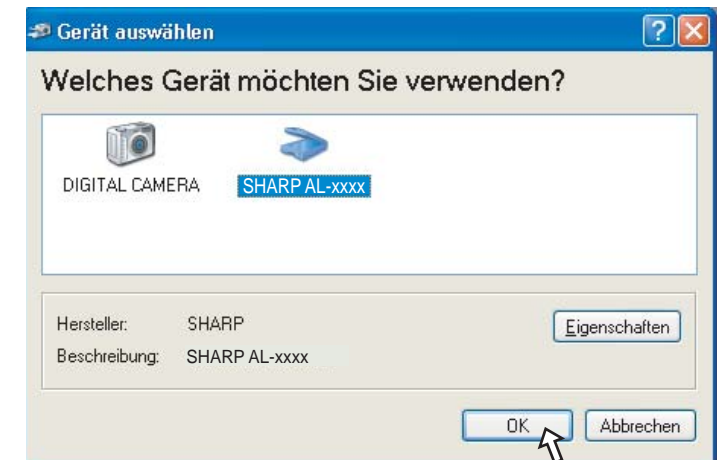 Gerät auswählen
Welches Gerät möchten Sie verwenden?
DIGITAL CAMERA SHARP AL-xxxx
Hersteller: SHARP Eigenschaften
Beschreibung: SHARP AL-xxxx
OK Abbrechen